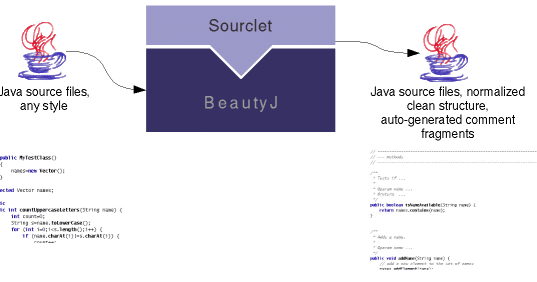 Sourclet
BeautyJ
Java source files,
any style
Java source files, normalized
clean structure,
auto-generated comment
fragments
public MyTestClass()
{
names=new Vector();
}
ected Vector names;
ic
lic int countUppercaseLetters(String name) {
int count=0;
String s=name.toLowerCase();
for (int i=0;i<s.length();i++) {
if (name.charAt(i)!=s.charAt(i)) {
count++;
// --- methods
/**
* Tests if ...
*
* @param name ...
* @return ...
*/
public boolean isNameAvailable(String name) {
return names.contains(name);
}
/**
* Adds a name.
*
* @param name ...
*/
public void addName(String name) {
// add a new element to the set of names
names.addElement(name);